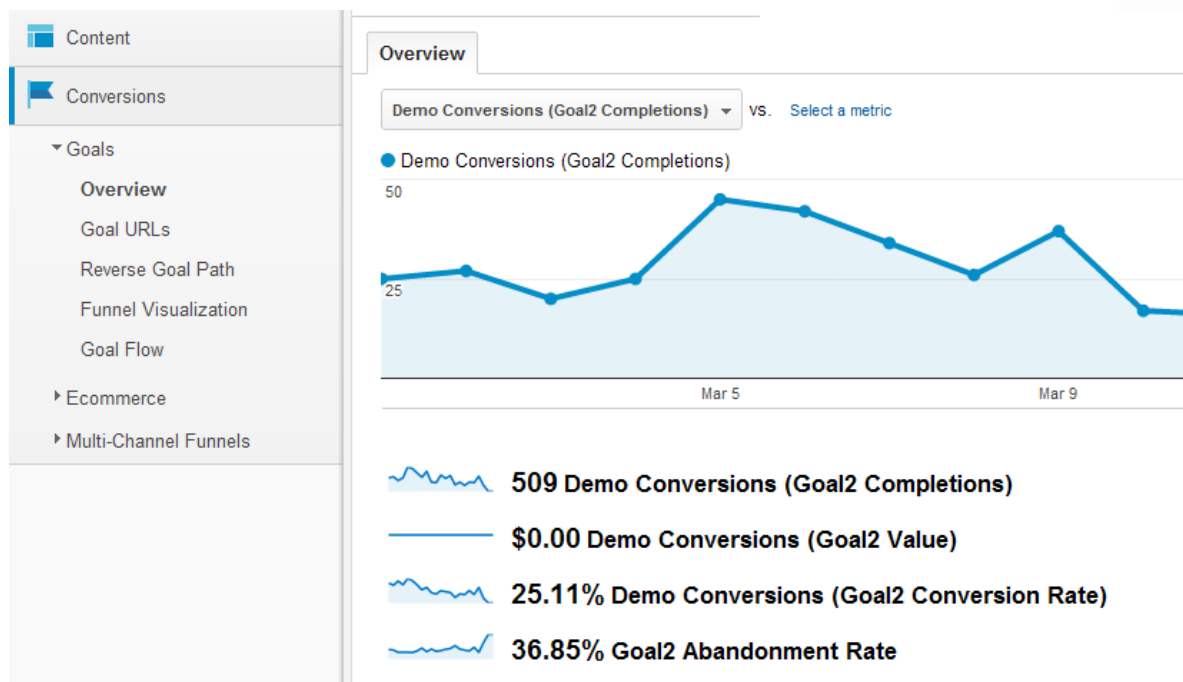 Content
Conversions
Goals
Overview
Goal URLs
Reverse Goal Path
Funnel Visualization
Goal Flow
Ecommerce
Multi-Channel Funnels
Overview
Demo Conversions (Goal2 Completions) vs. Select a metric
Demo Conversions (Goal2 Completions)
50
25
Mar 5 Mar 9
509 Demo Conversions (Goal2 Completions)
$0.00 Demo Conversions (Goal2 Value)
25.11% Demo Conversions (Goal2 Conversion Rate)
36.85% Goal2 Abandonment Rate